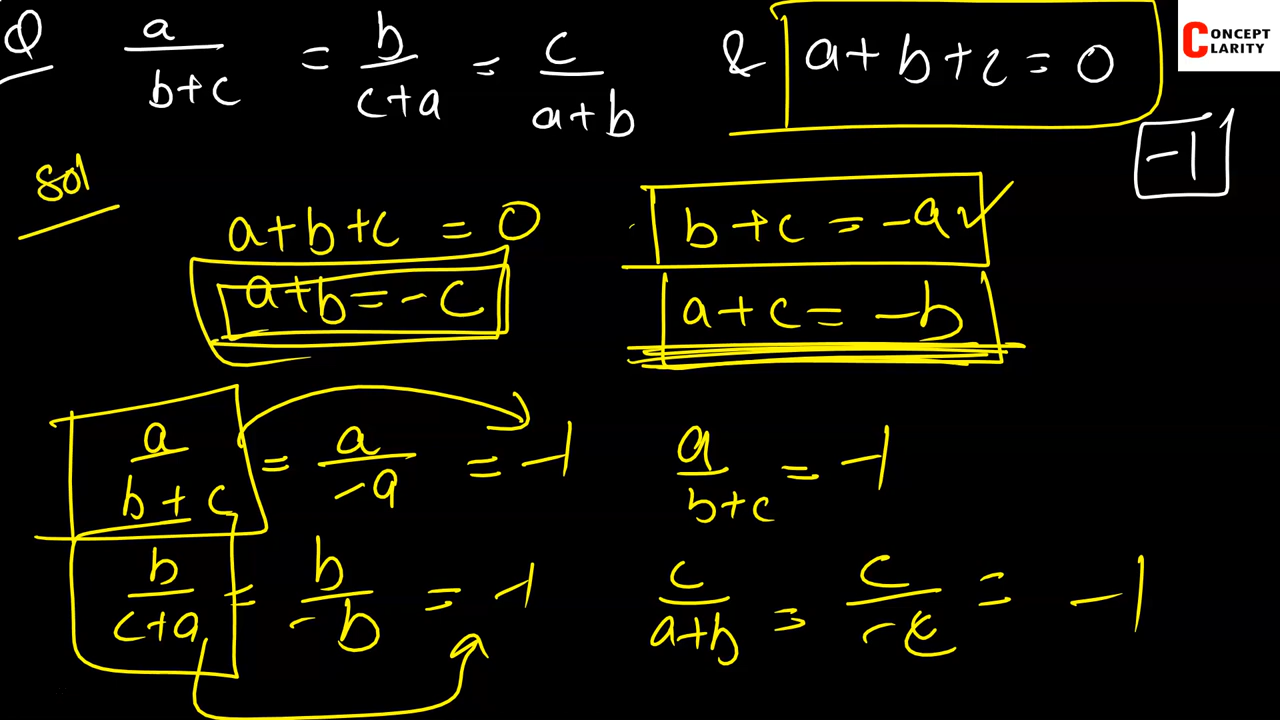 Q a/(b+c) = b/(c+a) = c/(a+b) & a+b+c=0
CONCEPT
CLARITY
-1
Sol
a+b+c = 0 b+c = -a ✓
a+b = -c a+c = -b
a/(b+c) = a/-a = -1 a/(b+c) = -1
b/(c+a) = b/-b = -1 c/(a+b) = c/-c = -1